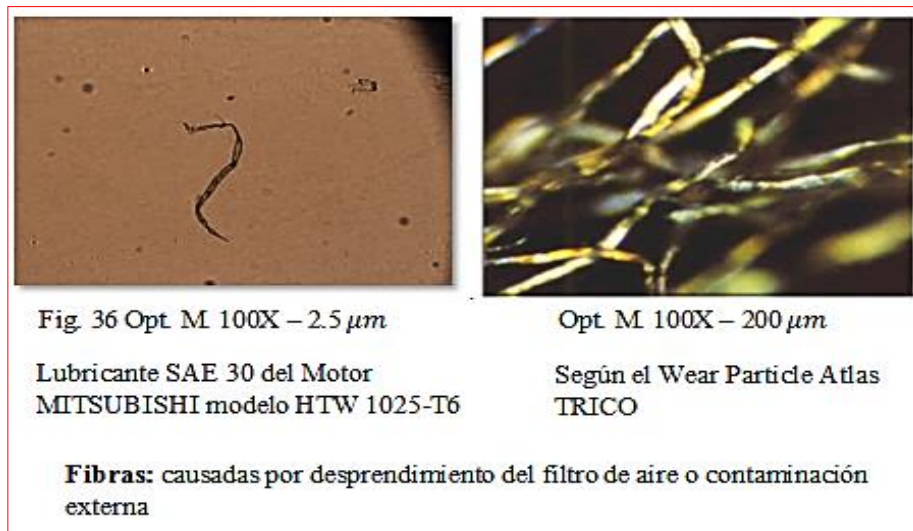 Fig. 36 Opt. M. 100X – 2.5 μm
Opt. M. 100X – 200 μm
Lubricante SAE 30 del Motor
MITSUBISHI modelo HTW 1025-T6
Según el Wear Particle Atlas
TRICO
Fibras: causadas por desprendimiento del filtro de aire o contaminación
externa